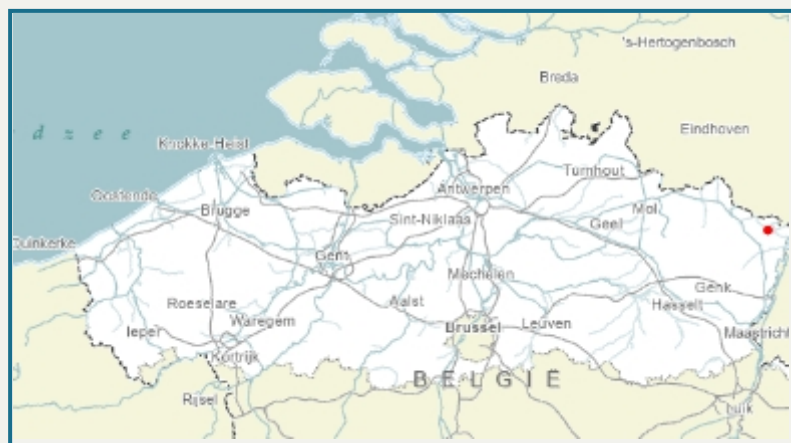 's-Hertogenbosch
Breda
d z e e
Eindhoven
Knokke-Heist
Turnhout
Oostende
Antwerpen
Brugge
Sint-Niklaas
Geel
Mol
Duinkerke
Gent
Mechelen
Roeselare
Aalst
Genk
Hasselt
Ieper
Waregem
Brussel
Leuven
Maastricht
Kortrijk
BELGIË
Rijsel
Luik